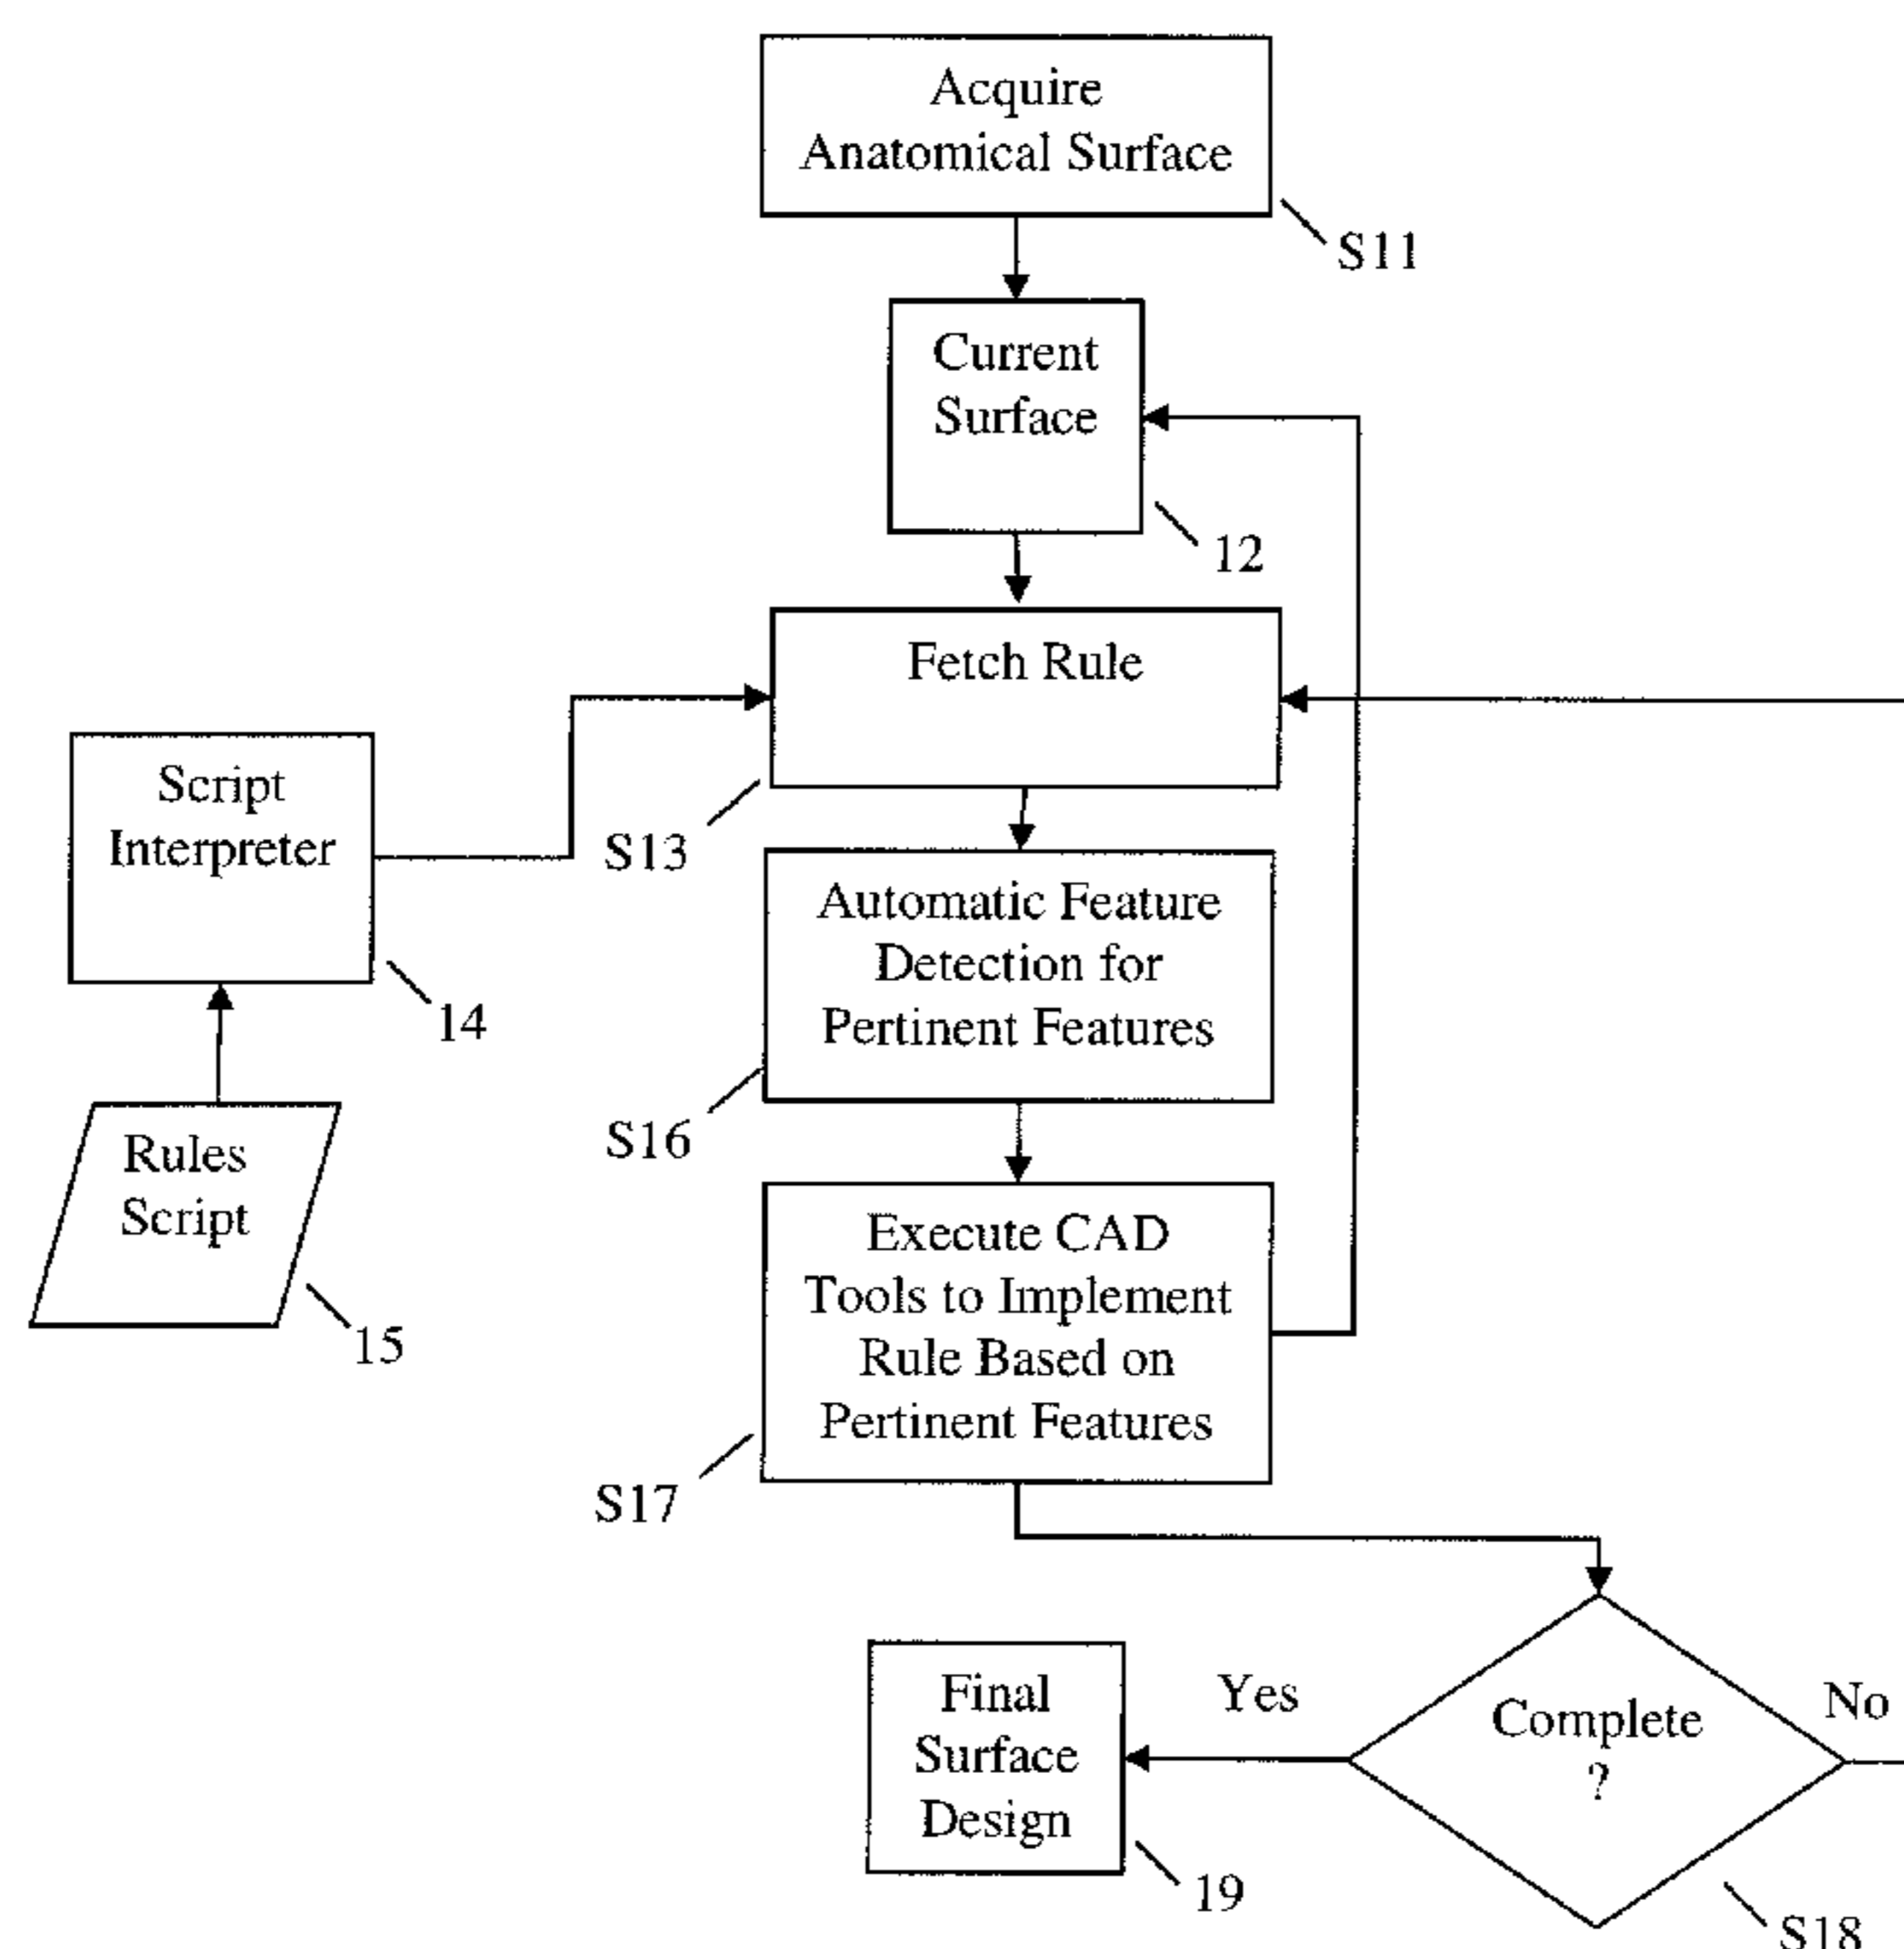 Acquire
Anatomical Surface
S11
Current
Surface
12
Fetch Rule
S13
Script
Interpreter
14
Automatic Feature
Detection for
Pertinent Features
S16
Rules
Script
15
Execute CAD
Tools to Implement
Rule Based on
Pertinent Features
S17
Complete
?
Yes
No
S18
Final
Surface
Design
19